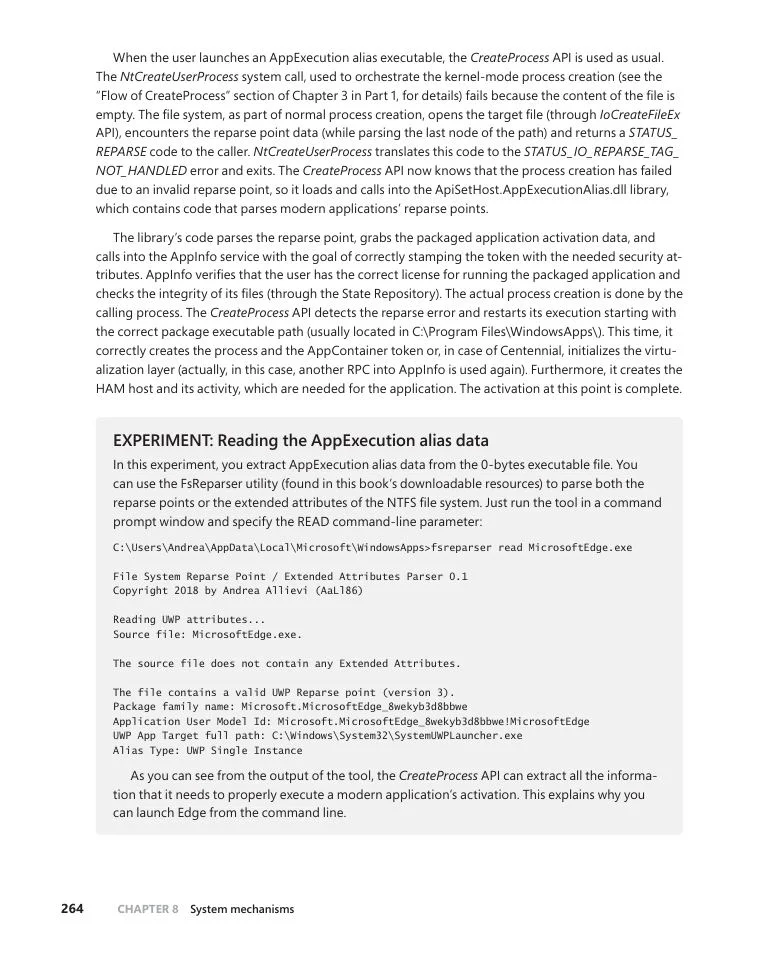 When the user launches an AppExecution alias executable, the CreateProcess API is used as usual.
The NtCreateUserProcess system call, used to orchestrate the kernel-mode process creation (see the
“Flow of CreateProcess” section of Chapter 3 in Part 1, for details) fails because the content of the file is
empty. The file system, as part of normal process creation, opens the target file (through IoCreateFileEx
API), encounters the reparse point data (while parsing the last node of the path) and returns a STATUS_
REPARSE code to the caller. NtCreateUserProcess translates this code to the STATUS_IO_REPARSE_TAG_
NOT_HANDLED error and exits. The CreateProcess API now knows that the process creation has failed
due to an invalid reparse point, so it loads and calls into the ApiSetHost.AppExecutionAlias.dll library,
which contains code that parses modern applications’ reparse points.
The library’s code parses the reparse point, grabs the packaged application activation data, and
calls into the AppInfo service with the goal of correctly stamping the token with the needed security at-
tributes. AppInfo verifies that the user has the correct license for running the packaged application and
checks the integrity of its files (through the State Repository). The actual process creation is done by the
calling process. The CreateProcess API detects the reparse error and restarts its execution starting with
the correct package executable path (usually located in C:\Program Files\WindowsApps\). This time, it
correctly creates the process and the AppContainer token or, in case of Centennial, initializes the virtu-
alization layer (actually, in this case, another RPC into AppInfo is used again). Furthermore, it creates the
HAM host and its activity, which are needed for the application. The activation at this point is complete.
EXPERIMENT: Reading the AppExecution alias data
In this experiment, you extract AppExecution alias data from the 0-bytes executable file. You
can use the FsReparser utility (found in this book’s downloadable resources) to parse both the
reparse points or the extended attributes of the NTFS file system. Just run the tool in a command
prompt window and specify the READ command-line parameter:
C:\Users\Andrea\AppData\Local\Microsoft\WindowsApps>fsreparser read MicrosoftEdge.exe
File System Reparse Point / Extended Attributes Parser 0.1
Copyright 2018 by Andrea Allievi (AaLl86)
Reading UWP attributes...
Source file: MicrosoftEdge.exe.
The source file does not contain any Extended Attributes.
The file contains a valid UWP Reparse point (version 3).
Package family name: Microsoft.MicrosoftEdge_8wekyb3d8bbwe
Application User Model Id: Microsoft.MicrosoftEdge_8wekyb3d8bbwe!MicrosoftEdge
UWP App Target full path: C:\Windows\System32\SystemUWPLauncher.exe
Alias Type: UWP Single Instance
As you can see from the output of the tool, the CreateProcess API can extract all the informa-
tion that it needs to properly execute a modern application’s activation. This explains why you
can launch Edge from the command line.
264 CHAPTER 8 System mechanisms